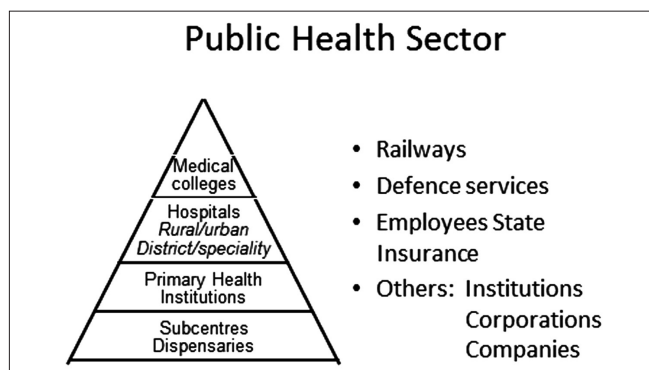 Public Health Sector
Medical
colleges
Hospitals
Rural/urban
District/speciality
Primary Health
Institutions
Subcentres
Dispensaries
• Railways
• Defence services
• Employees State
Insurance
• Others: Institutions
Corporations
Companies